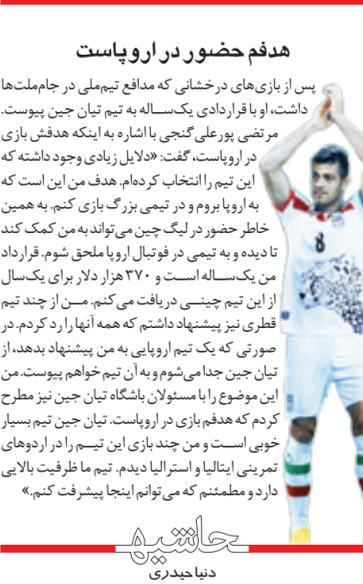 هدفم حضور در اروپاست
پس از بازی‌های درخشانی که مدافع تیم‌ملی در جام‌ملت‌ها
داشت، او با قراردادی یک‌ساله به تیم تیان جین پیوست.
مرتضی پورعلی‌گنجی با اشاره به اینکه هدفش بازی
در اروپاست، گفت: «دلایل زیادی وجود داشته که
این تیم را انتخاب کرده‌ام. هدف من این است که
به اروپا بروم و در تیمی بزرگ بازی کنم. به همین
خاطر حضور در لیگ چین می‌تواند به من کمک کند
تا دیده و به تیمی در فوتبال اروپا ملحق شوم. قرارداد
من یک‌ساله است و ۳۷۰ هزار دلار برای یک‌سال
از این تیم چینی دریافت می‌کنم. من از چند تیم
قطری نیز پیشنهاد داشتم که همه آنها را رد کردم. در
صورتی که یک تیم اروپایی به من پیشنهاد بدهد، از
تیان جین جدا می‌شوم و به آن تیم خواهم پیوست. من
این موضوع را با مسئولان باشگاه تیان جین نیز مطرح
کردم که هدفم بازی در اروپاست. تیان جین تیم بسیار
خوبی است و من چند بازی این تیم را در اردوهای
تمرینی ایتالیا و استرالیا دیدم. تیم ما ظرفیت بالایی
دارد و مطمئنم که می‌توانم اینجا پیشرفت کنم.»
8
حاشیه
دنیا حیدری